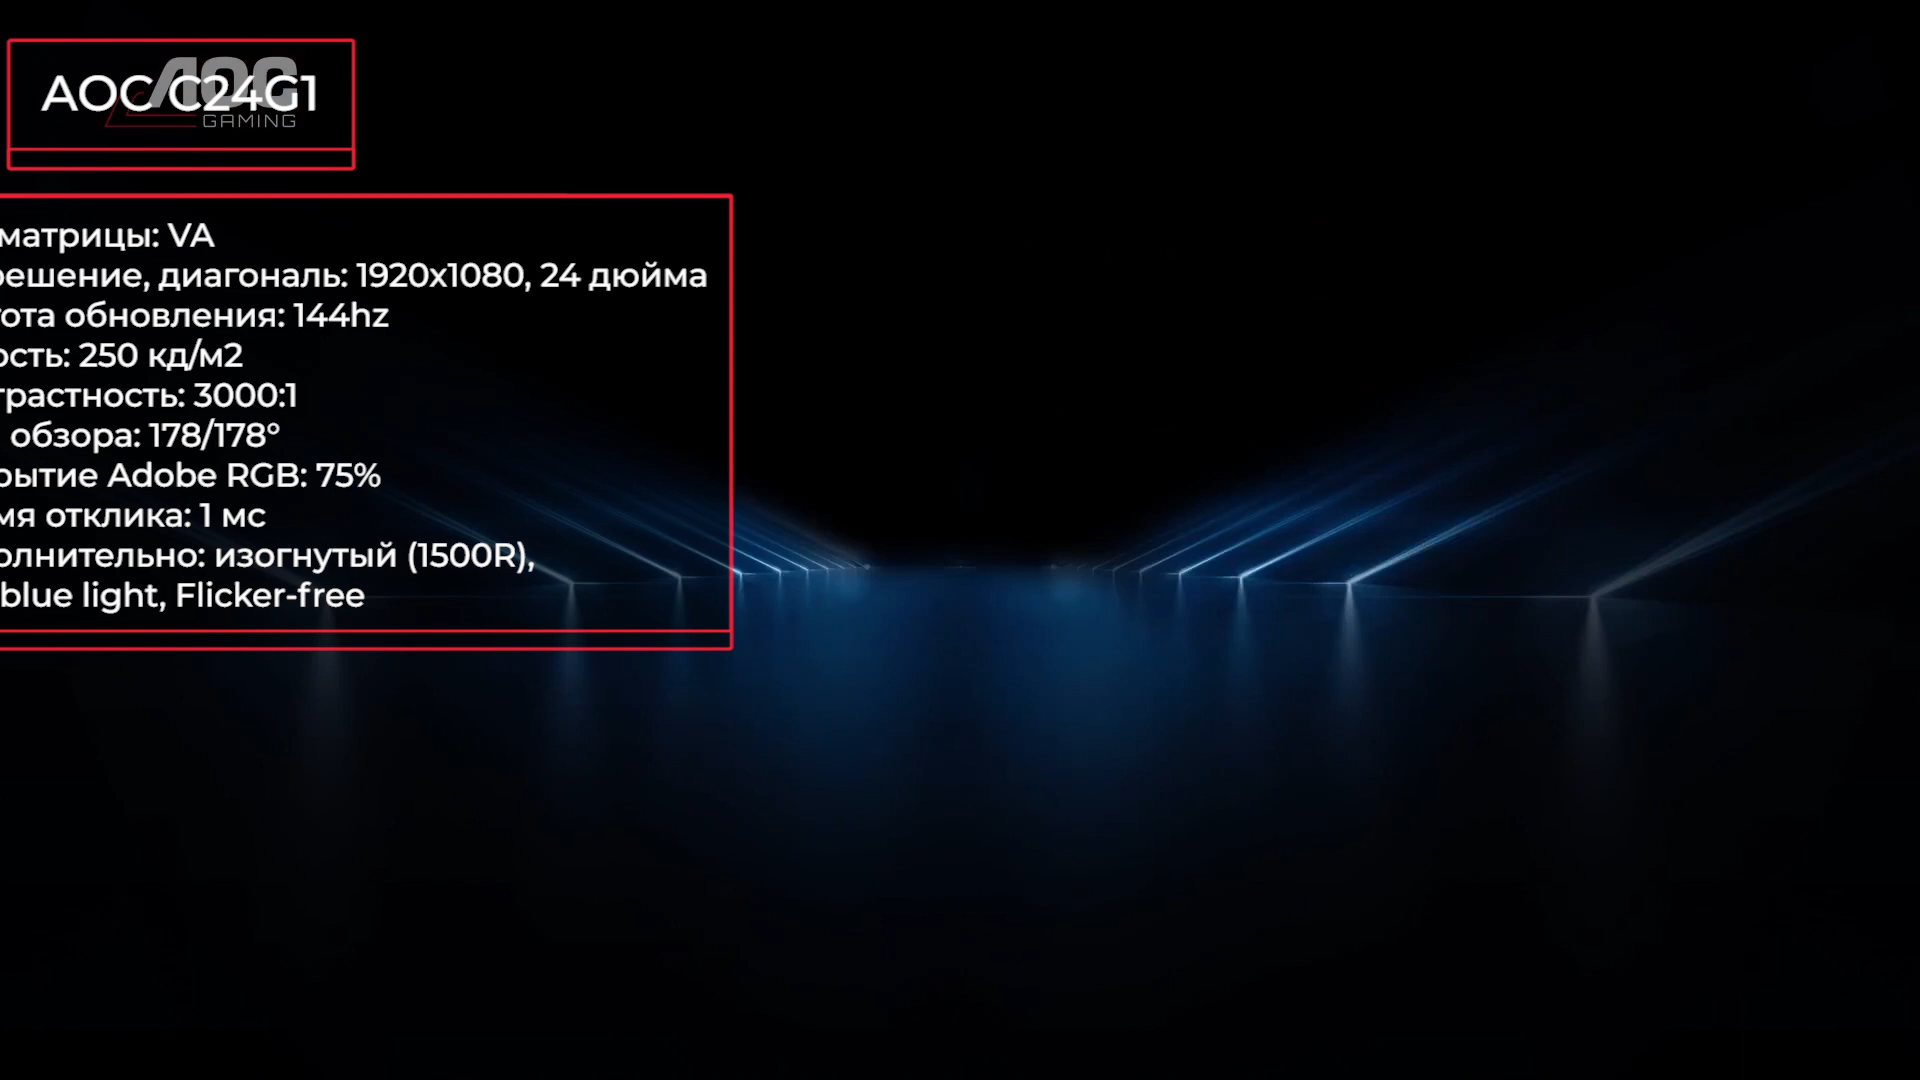 AOC C24G1
AOC
GAMING
матрицы: VA
решение, диагональ: 1920x1080, 24 дюйма
тота обновления: 144hz
ость: 250 кд/м2
трастность: 3000:1
обзора: 178/178°
рытие Adobe RGB: 75%
мя отклика: 1 мс
олнительно: изогнутый (1500R),
blue light, Flicker-free